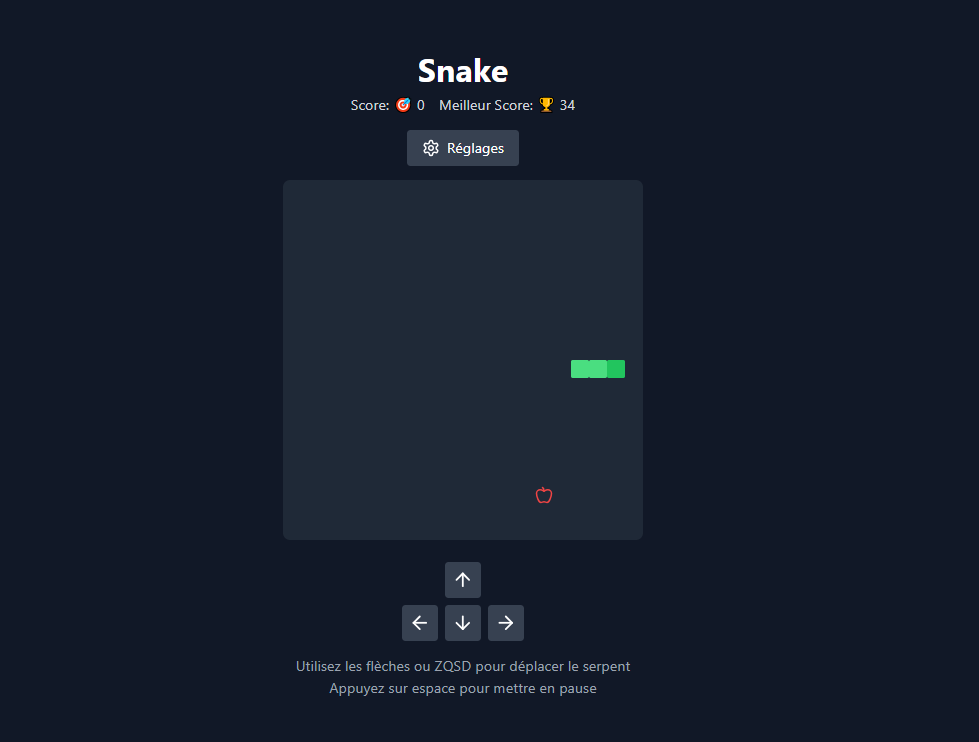 Snake
Score: 🎯 0 Meilleur Score: 🏆 34
Réglages
Utilisez les flèches ou ZQSD pour déplacer le serpent
Appuyez sur espace pour mettre en pause